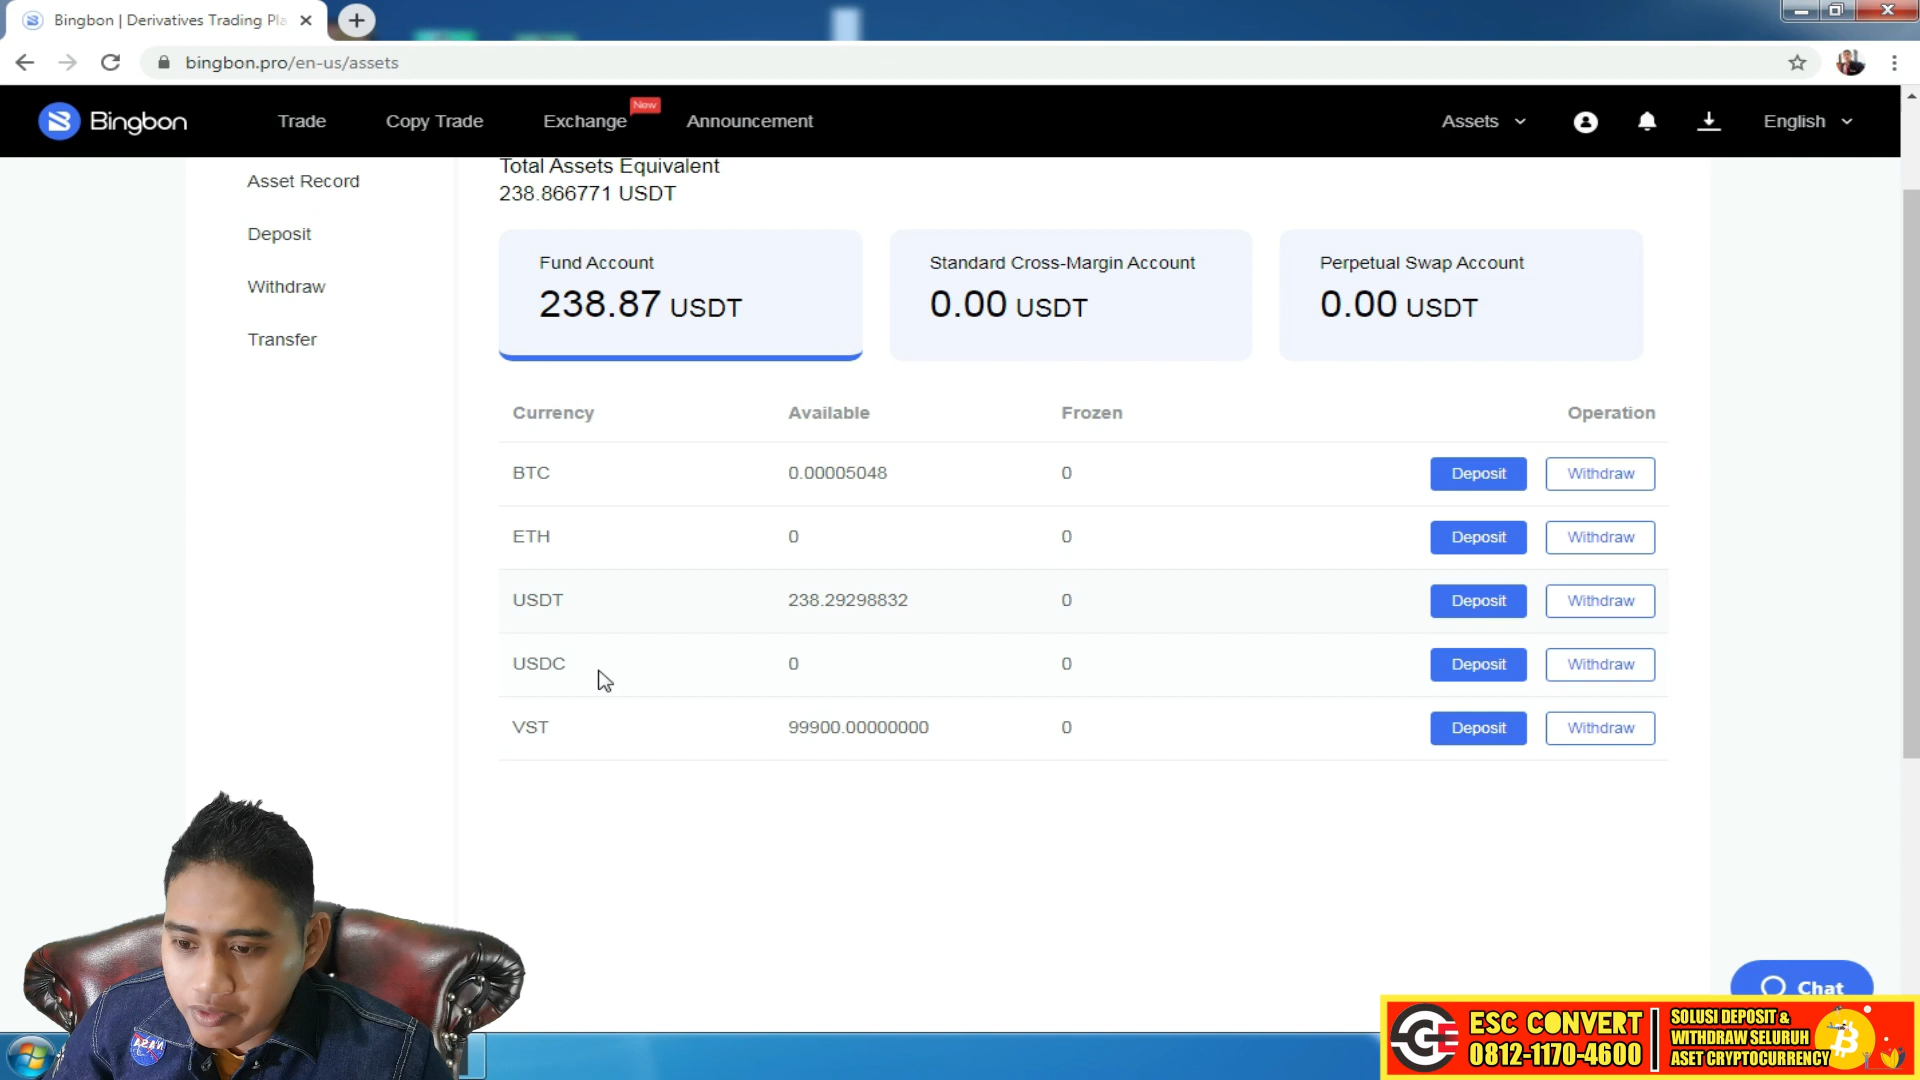 Bingbon | Derivatives Trading Pla
bingbon.pro/en-us/assets
Bingbon
Trade
Copy Trade
Exchange
New
Announcement
Assets
English
Asset Record
Deposit
Withdraw
Transfer
Total Assets Equivalent
238.866771 USDT
Fund Account
238.87 USDT
Standard Cross-Margin Account
0.00 USDT
Perpetual Swap Account
0.00 USDT
Currency Available Frozen Operation
BTC 0.00005048 0 Deposit Withdraw
ETH 0 0 Deposit Withdraw
USDT 238.29298832 0 Deposit Withdraw
USDC 0 0 Deposit Withdraw
VST 99900.00000000 0 Deposit Withdraw
Chat
NASA
ESC CONVERT
0812-1170-4600
SOLUSI DEPOSIT &
WITHDRAW SELURUH
ASET CRYPTOCURRENCY